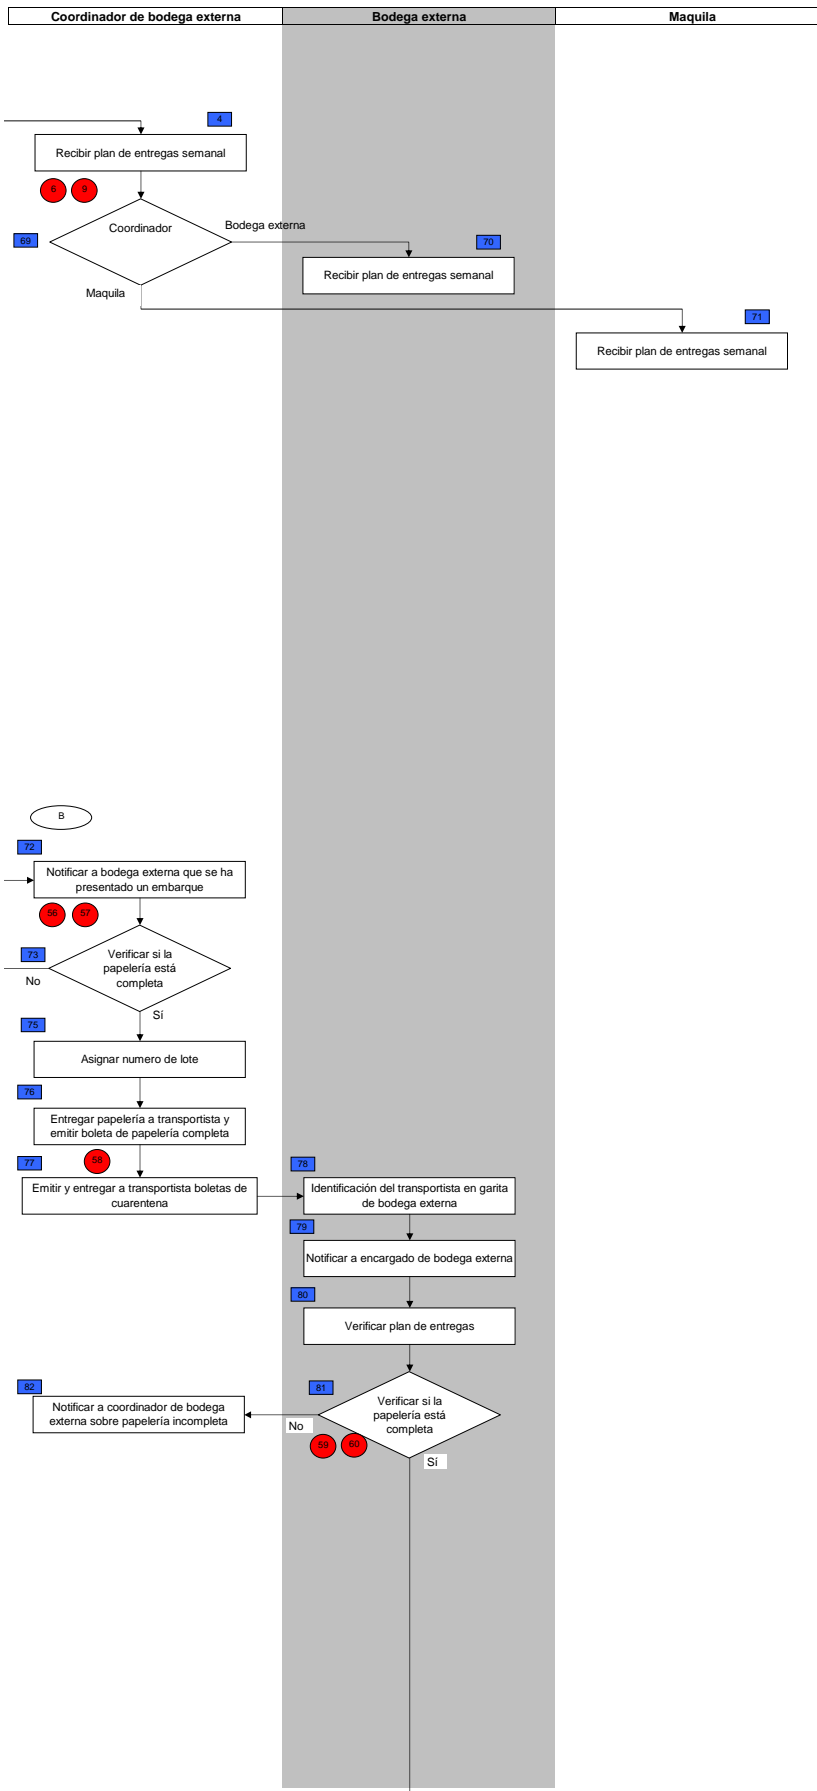 Coordinador de bodega externa
Bodega externa
Maquila
4
Recibir plan de entregas semanal
9
69
Coordinador
Bodega externa
70
Recibir plan de entregas semanal
Maquila
71
Recibir plan de entregas semanal
B
72
Notificar a bodega externa que se ha
presentado un embarque
56
57
73
Verificar si la
papelería está
completa
No
Sí
75
Asignar numero de lote
76
Entregar papelería a transportista y
emitir boleta de papelería completa
58
77
Emitir y entregar a transportista boletas de
cuarentena
78
Identificación del transportista en garita
de bodega externa
79
Notificar a encargado de bodega externa
80
Verificar plan de entregas
82
Notificar a coordinador de bodega
externa sobre papelería incompleta
81
Verificar si la
papelería está
completa
No
59
60
Sí